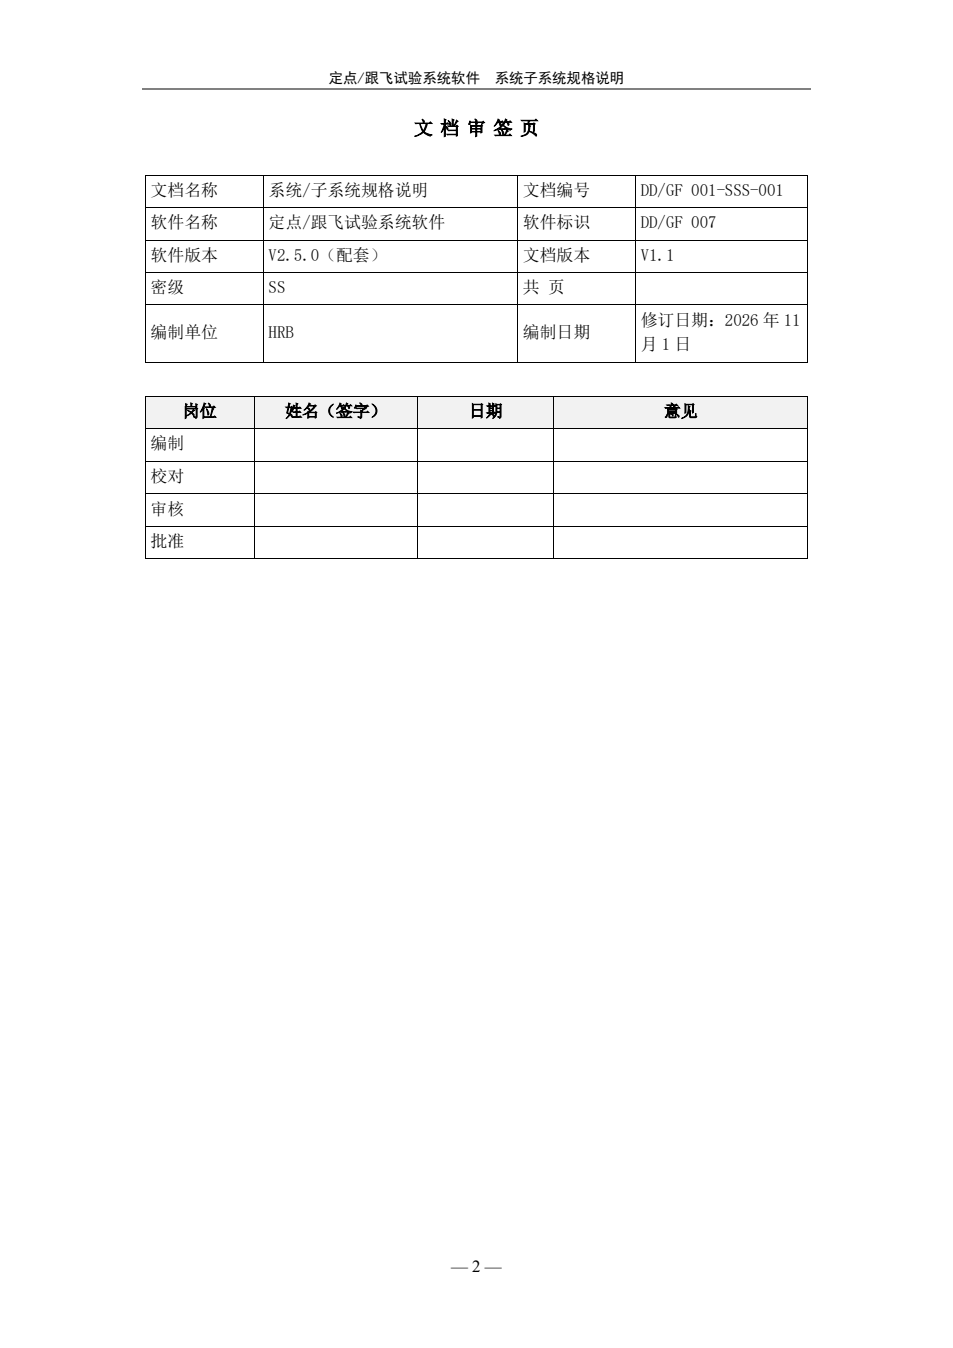 定点/跟飞试验系统软件 系统子系统规格说明
文 档 审 签 页
文档名称 系统/子系统规格说明 文档编号 DD/GF 001-SSS-001
软件名称 定点/跟飞试验系统软件 软件标识 DD/GF 007
软件版本 V2.5.0（配套） 文档版本 V1.1
密级 SS 共 页
编制单位 HRB 编制日期 修订日期：2026 年 11
月 1 日
岗位 姓名（签字） 日期 意见
编制
校对
审核
批准
— 2 —